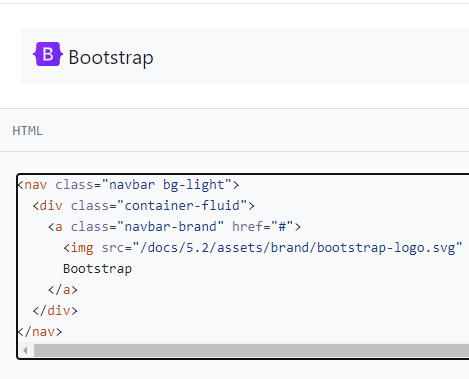 B Bootstrap
HTML
<nav class="navbar bg-light">
  <div class="container-fluid">
    <a class="navbar-brand" href="#">
      <img src="/docs/5.2/assets/brand/bootstrap-logo.svg"
      Bootstrap
    </a>
  </div>
</nav>